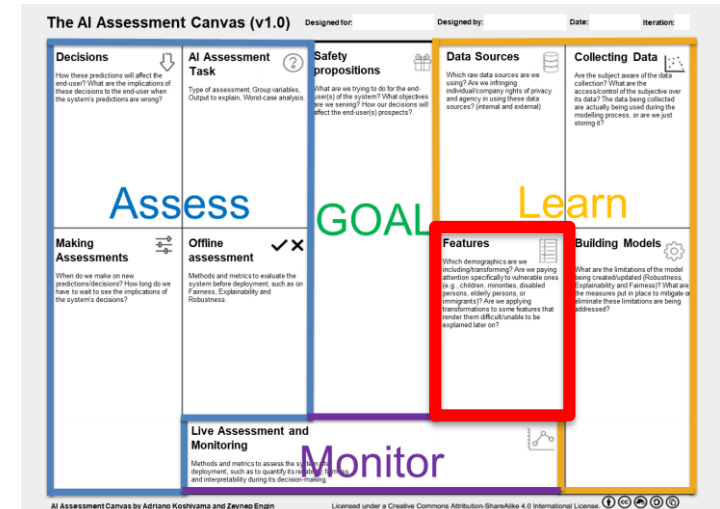 The AI Assessment Canvas (v1.0)
Designed for:
Designed by:
Date:
Iteration:
Decisions
How these predictions will affect the
end-user? What are the implications of
these decisions to the end-user when
the system's predictions are wrong?
AI Assessment
Task
Type of assessment, Group variables,
Output to explain, Worst-case analysis.
Safety
propositions
What are we trying to do for the end-
user(s) of the system? What objectives
are we serving? How our decisions will
affect the end-user(s) prospects?
Data Sources
Which raw data sources are we
using? Are we infringing
individual/company rights of privacy
and agency in using these data
sources? (internal and external)
Collecting Data
Are the subject aware of the data
collection? What are the
access/control of the subjective over
its data? The data being collected
are actually being used during the
modelling process, or are we just
storing it?
Assess
GOAL
Learn
Making
Assessments
When do we make on new
predictions/decisions? How long do we
have to wait to see the implications of
the system's decisions?
Offline
assessment
Methods and metrics to evaluate the
system before deployment, such as on
Fairness, Explainability and
Robustness.
Features
Which demographics are we
including/transforming? Are we paying
attention specifically to vulnerable ones
(e.g., children, minorities, disabled
persons, elderly persons, or
immigrants)? Are we applying
transformations to some features that
render them difficult/unable to be
explained later on?
Building Models
What are the limitations of the model
being created/updated (Robustness,
Explainability and Fairness)? What are
the measures put in place to mitigate or
eliminate these limitations are being
addressed?
Live Assessment and
Monitoring
Methods and metrics to assess the system
deployment, such as to quantify its
and interpretability during its decision-making.
Monitor
AI Assessment Canvas by Adriano Koshiyama and Zeynep Engin
Licensed under a Creative Commons Attribution-ShareAlike 4.0 International License.